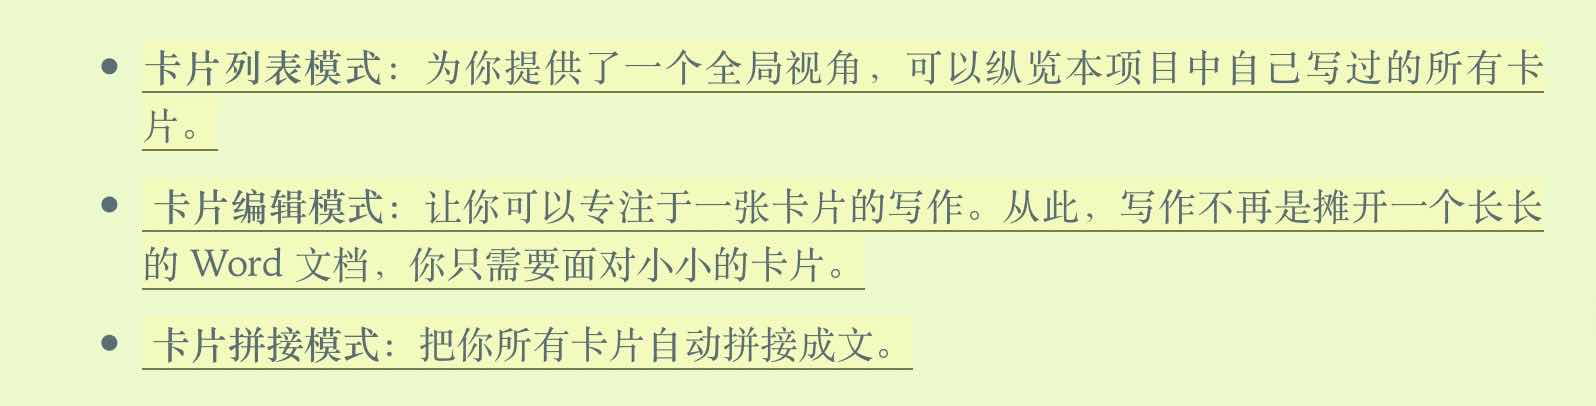 • 卡片列表模式：为你提供了一个全局视角，可以纵览本项目中自己写过的所有卡
片。
• 卡片编辑模式：让你可以专注于一张卡片的写作。从此，写作不再是摊开一个长长
的 Word 文档，你只需要面对小小的卡片。
• 卡片拼接模式：把你所有卡片自动拼接成文。